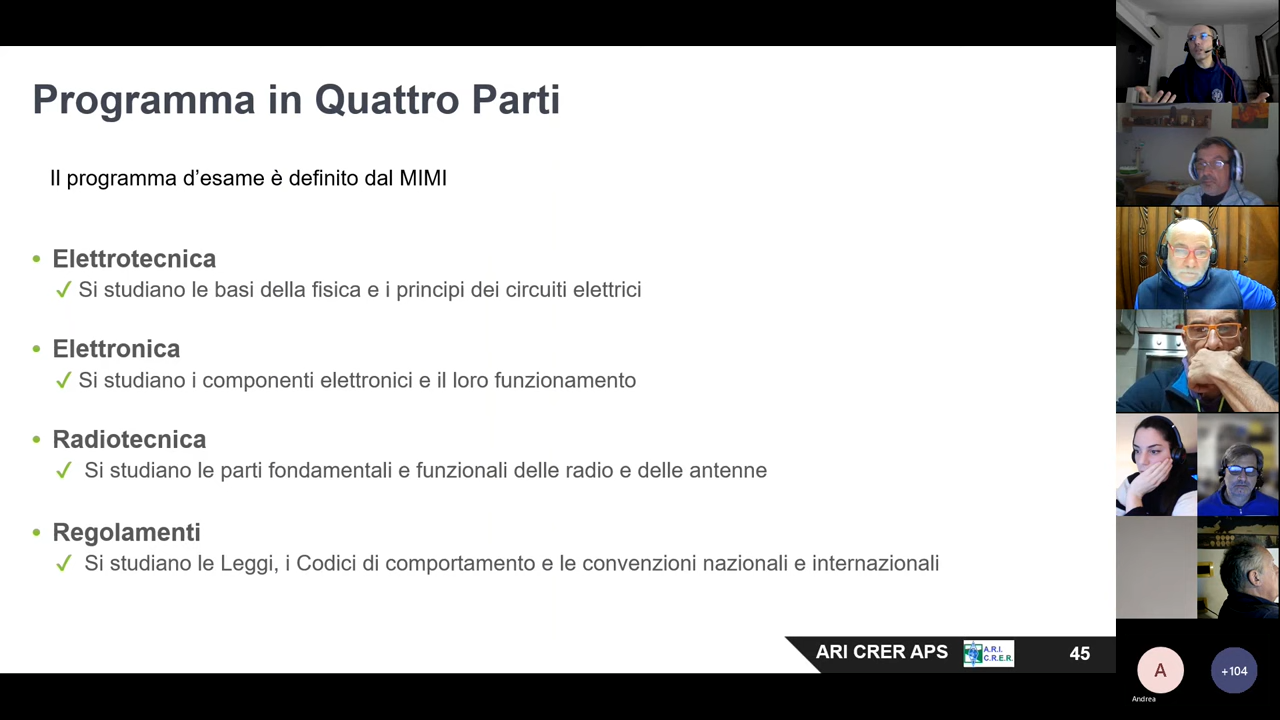 Programma in Quattro Parti
Il programma d'esame è definito dal MIMI
• Elettrotecnica
✓ Si studiano le basi della fisica e i principi dei circuiti elettrici
• Elettronica
✓ Si studiano i componenti elettronici e il loro funzionamento
• Radiotecnica
✓ Si studiano le parti fondamentali e funzionali delle radio e delle antenne
• Regolamenti
✓ Si studiano le Leggi, i Codici di comportamento e le convenzioni nazionali e internazionali
ARI CRER APS
A.R.I.
C.R.E.R.
45
A
Andrea
+104